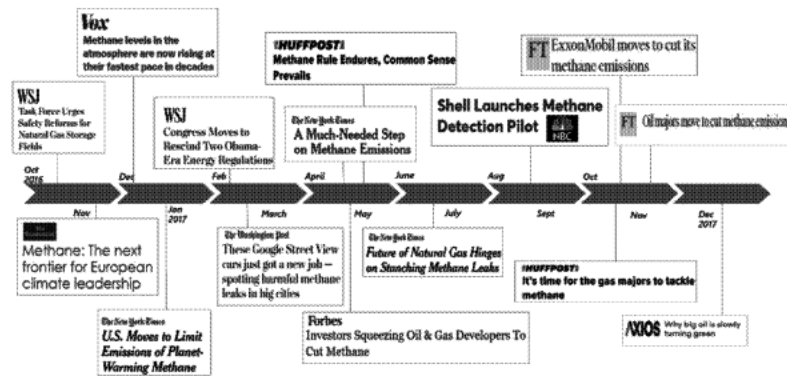 Vox
Methane levels in the
atmosphere are now rising at
their fastest pace in decades
HUFFPOST
Methane Rule Endures, Common Sense
Prevails
FT
ExxonMobil moves to cut its
methane emissions
WSJ
Task Force Urges
Safety Reforms for
Natural Gas Storage
Fields
WSJ
Congress Moves to
Rescind Two Obama-
Era Energy Regulations
The New York Times
A Much-Needed Step
on Methane Emissions
Shell Launches Methane
Detection Pilot
NBC
FT
Oil majors move to cut methane emission
Oct
2016
Dec
Feb
April
June
Aug
Oct
Nov
Jan
2017
March
May
July
Sept
Nov
Dec
2017
Methane: The next
frontier for European
climate leadership
The Washington Post
These Google Street View
cars just got a new job —
spotting harmful methane
leaks in big cities
The New York Times
Future of Natural Gas Hinges
on Stanching Methane Leaks
HUFFPOST
It's time for the gas majors to tackle
methane
The New York Times
U.S. Moves to Limit
Emissions of Planet-
Warming Methane
Forbes
Investors Squeezing Oil & Gas Developers To
Cut Methane
AXIOS
Why big oil is slowly
turning green